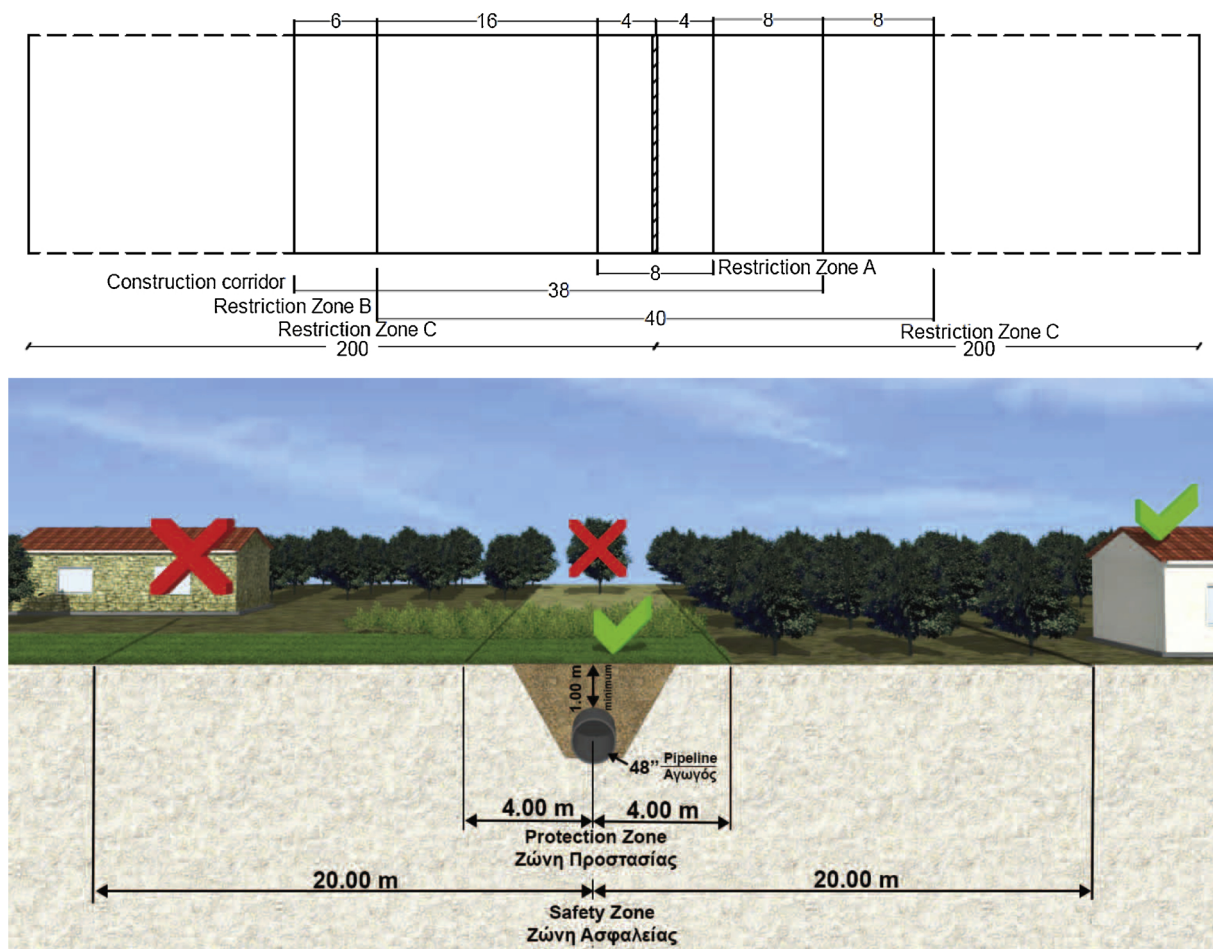 6 16 4 4 8 8
8 Restriction Zone A
Construction corridor
38
Restriction Zone B
40
Restriction Zone C
Restriction Zone C
200
200
1.00 m
minimum
48” Pipeline
Αγωγός
4.00 m 4.00 m
Protection Zone
Ζώνη Προστασίας
20.00 m 20.00 m
Safety Zone
Ζώνη Ασφαλείας